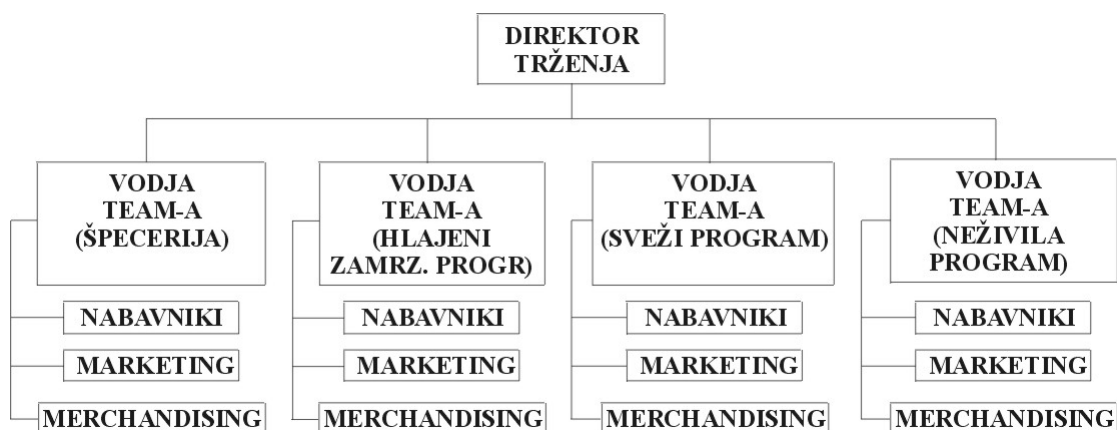 DIREKTOR
TRŽENJA
VODJA
TEAM-A
(ŠPECERIJA)
NABAVNIKI
MARKETING
MERCHANDISING
VODJA
TEAM-A
(HLAJENI
ZAMRZ. PROGR)
NABAVNIKI
MARKETING
MERCHANDISING
VODJA
TEAM-A
(SVEŽI PROGRAM)
NABAVNIKI
MARKETING
MERCHANDISING
VODJA
TEAM-A
(NEŽIVILA
PROGRAM)
NABAVNIKI
MARKETING
MERCHANDISING